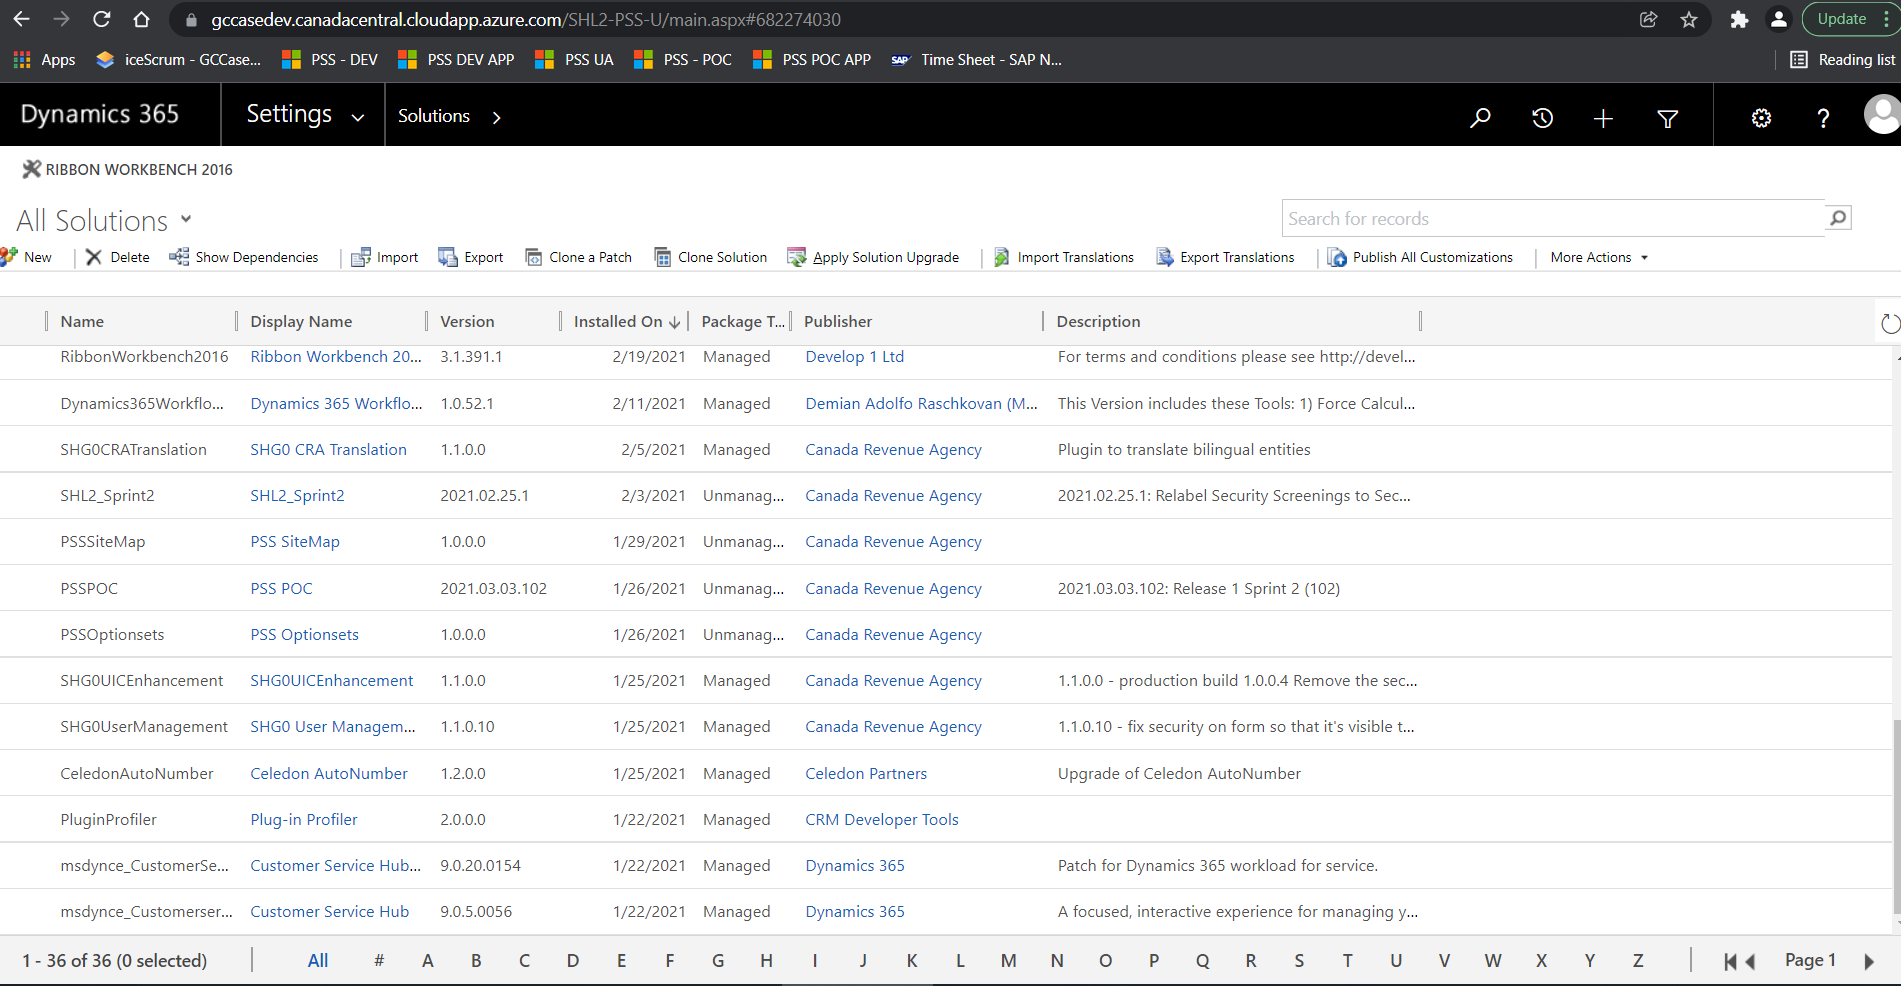 gccasedev.canadacentral.cloudapp.azure.com/SHL2-PSS-U/main.aspx#682274030 Update
Apps iceScrum - GCCase... PSS - DEV PSS DEV APP PSS UA PSS - POC PSS POC APP SAP Time Sheet - SAP N... Reading list
Dynamics 365 Settings Solutions
RIBBON WORKBENCH 2016
All Solutions Search for records
New Delete Show Dependencies Import Export Clone a Patch Clone Solution Apply Solution Upgrade Import Translations Export Translations Publish All Customizations More Actions
Name Display Name Version Installed On Package T... Publisher Description
RibbonWorkbench2016 Ribbon Workbench 20... 3.1.391.1 2/19/2021 Managed Develop 1 Ltd For terms and conditions please see http://devel...
Dynamics365Workflo... Dynamics 365 Workflo... 1.0.52.1 2/11/2021 Managed Demian Adolfo Raschkovan (M... This Version includes these Tools: 1) Force Calcul...
SHG0CRATranslation SHG0 CRA Translation 1.1.0.0 2/5/2021 Managed Canada Revenue Agency Plugin to translate bilingual entities
SHL2_Sprint2 SHL2_Sprint2 2021.02.25.1 2/3/2021 Unmanag... Canada Revenue Agency 2021.02.25.1: Relabel Security Screenings to Sec...
PSSSiteMap PSS SiteMap 1.0.0.0 1/29/2021 Unmanag... Canada Revenue Agency
PSSPOC PSS POC 2021.03.03.102 1/26/2021 Unmanag... Canada Revenue Agency 2021.03.03.102: Release 1 Sprint 2 (102)
PSSOptionsets PSS Optionsets 1.0.0.0 1/26/2021 Unmanag... Canada Revenue Agency
SHG0UICEnhancement SHG0UICEnhancement 1.1.0.0 1/25/2021 Managed Canada Revenue Agency 1.1.0.0 - production build 1.0.0.4 Remove the sec...
SHG0UserManagement SHG0 User Managem... 1.1.0.10 1/25/2021 Managed Canada Revenue Agency 1.1.0.10 - fix security on form so that it's visible t...
CeledonAutoNumber Celedon AutoNumber 1.2.0.0 1/25/2021 Managed Celedon Partners Upgrade of Celedon AutoNumber
PluginProfiler Plug-in Profiler 2.0.0.0 1/22/2021 Managed CRM Developer Tools
msdynce_CustomerSe... Customer Service Hub... 9.0.20.0154 1/22/2021 Managed Dynamics 365 Patch for Dynamics 365 workload for service.
msdynce_Customerser... Customer Service Hub 9.0.5.0056 1/22/2021 Managed Dynamics 365 A focused, interactive experience for managing y...
1 - 36 of 36 (0 selected) All # A B C D E F G H I J K L M N O P Q R S T U V W X Y Z Page 1